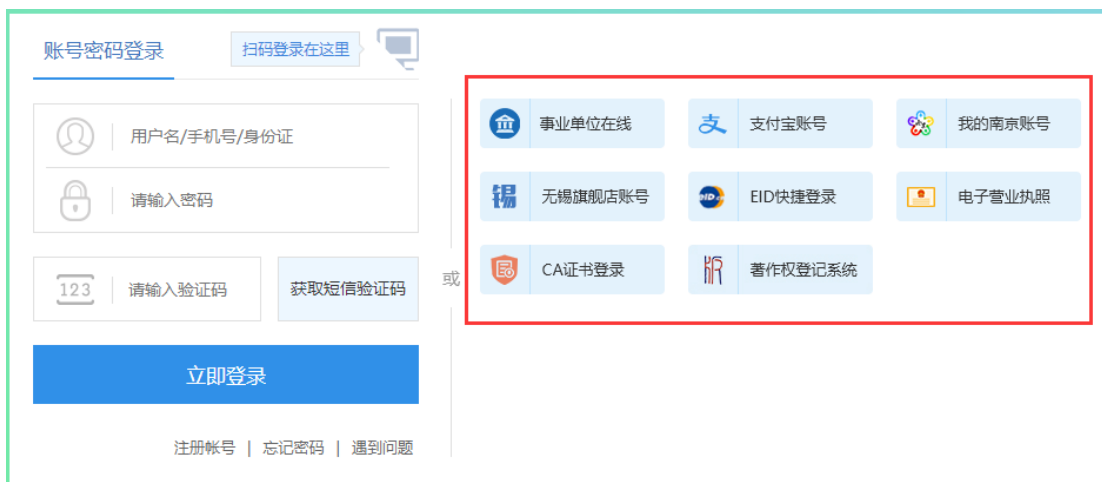 账号密码登录
扫码登录在这里
用户名/手机号/身份证
请输入密码
123
请输入验证码
获取短信验证码
立即登录
注册帐号 | 忘记密码 | 遇到问题
或
事业单位在线
支付宝账号
我的南京账号
锡
无锡旗舰店账号
eID
EID快捷登录
电子营业执照
CA证书登录
著作权登记系统